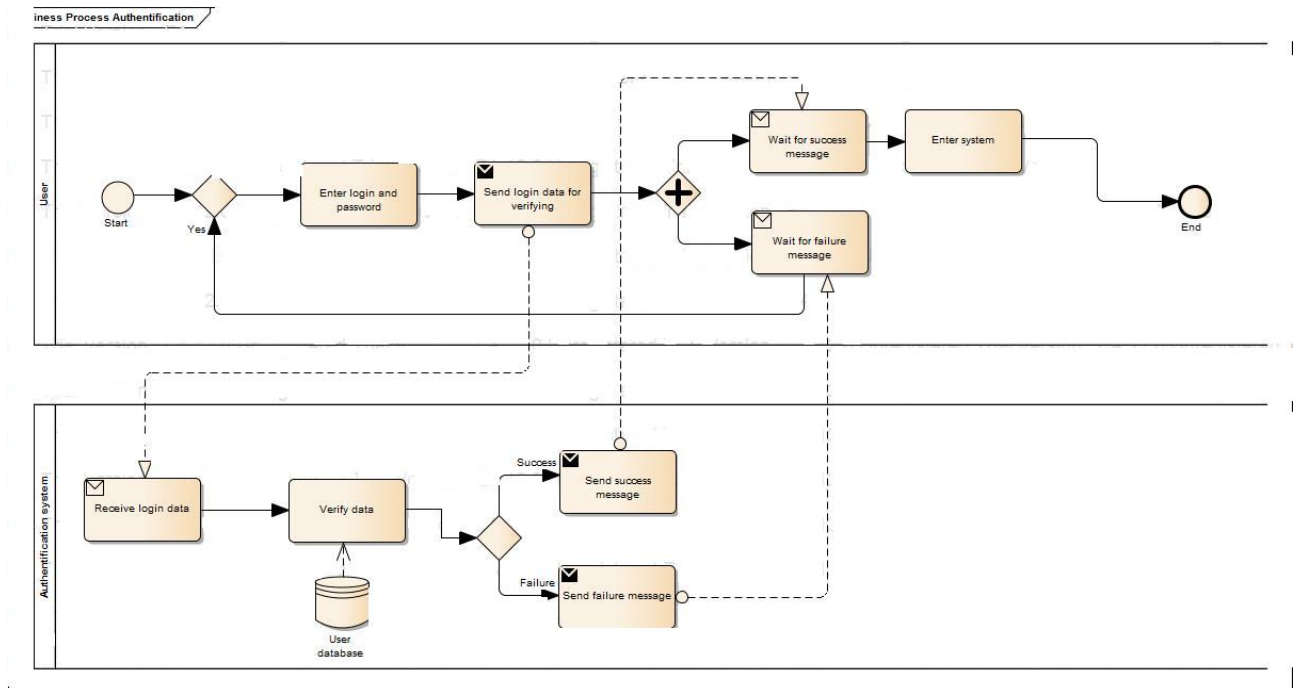 iness Process Authentification
User
Start
Yes
Enter login and
password
Send login data for
verifying
Wait for success
message
Enter system
Wait for failure
message
End
Authentification system
Receive login data
Verify data
User
database
Success
Send success
message
Failure
Send failure message